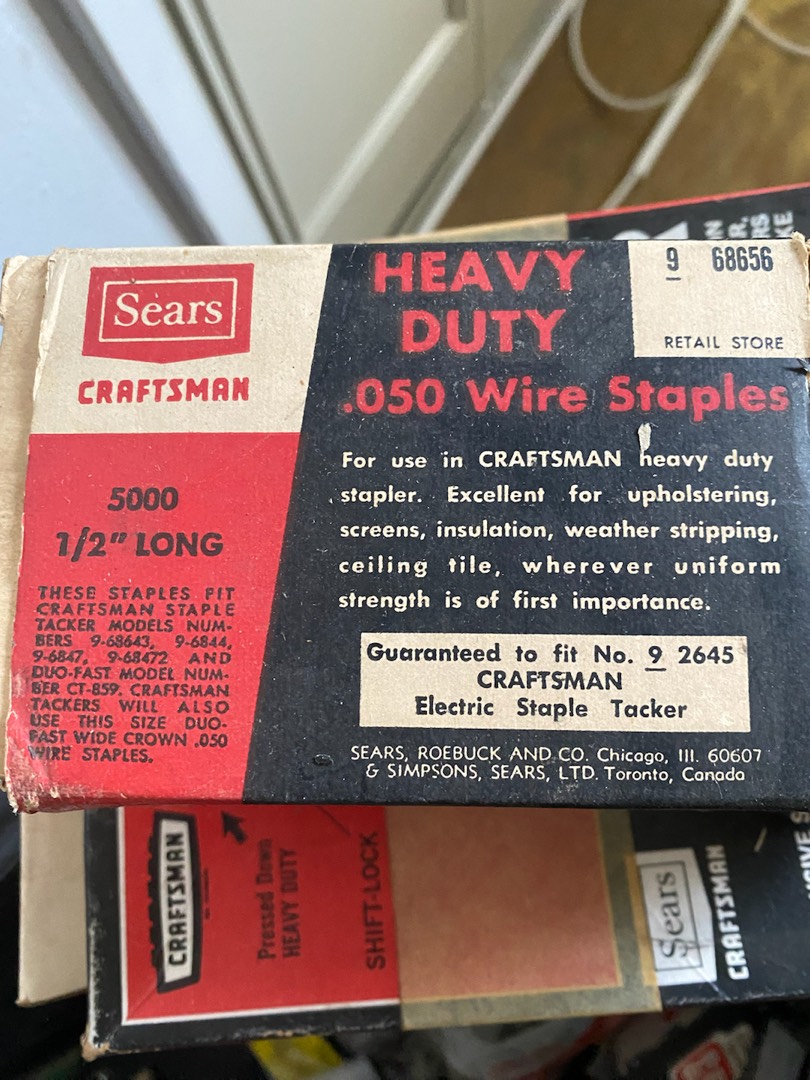 Sears
CRAFTSMAN
5000
1/2" LONG
THESE STAPLES FIT
CRAFTSMAN STAPLE
TACKER MODELS NUM-
BERS 9-68643, 9-6844,
9-6847, 9-68472 AND
DUO-FAST MODEL NUM-
BER CT-859. CRAFTSMAN
TACKERS WILL ALSO
USE THIS SIZE DUO-
FAST WIDE CROWN .050
WIRE STAPLES.
HEAVY
DUTY
.050 Wire Staples
9 68656
RETAIL STORE
For use in CRAFTSMAN heavy duty
stapler. Excellent for upholstering,
screens, insulation, weather stripping,
ceiling tile, wherever uniform
strength is of first importance.
Guaranteed to fit No. 9 2645
CRAFTSMAN
Electric Staple Tacker
SEARS, ROEBUCK AND CO. Chicago, Ill. 60607
& SIMPSONS, SEARS, LTD. Toronto, Canada
CRAFTSMAN
Pressed Down
HEAVY DUTY
SHIFT-LOCK
Sears
CRAFTSMAN